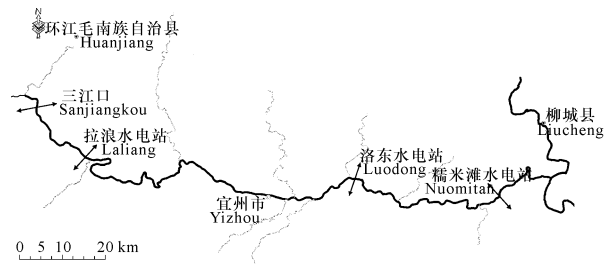 N
环江毛南族自治县
Huanjiang
三江口
Sanjiangkou
拉浪水电站
Laliang
洛东水电站
Luodong
柳城县
Liucheng
糯米滩水电站
Nuomitan
宜州市
Yizhou
0 5 10 20 km